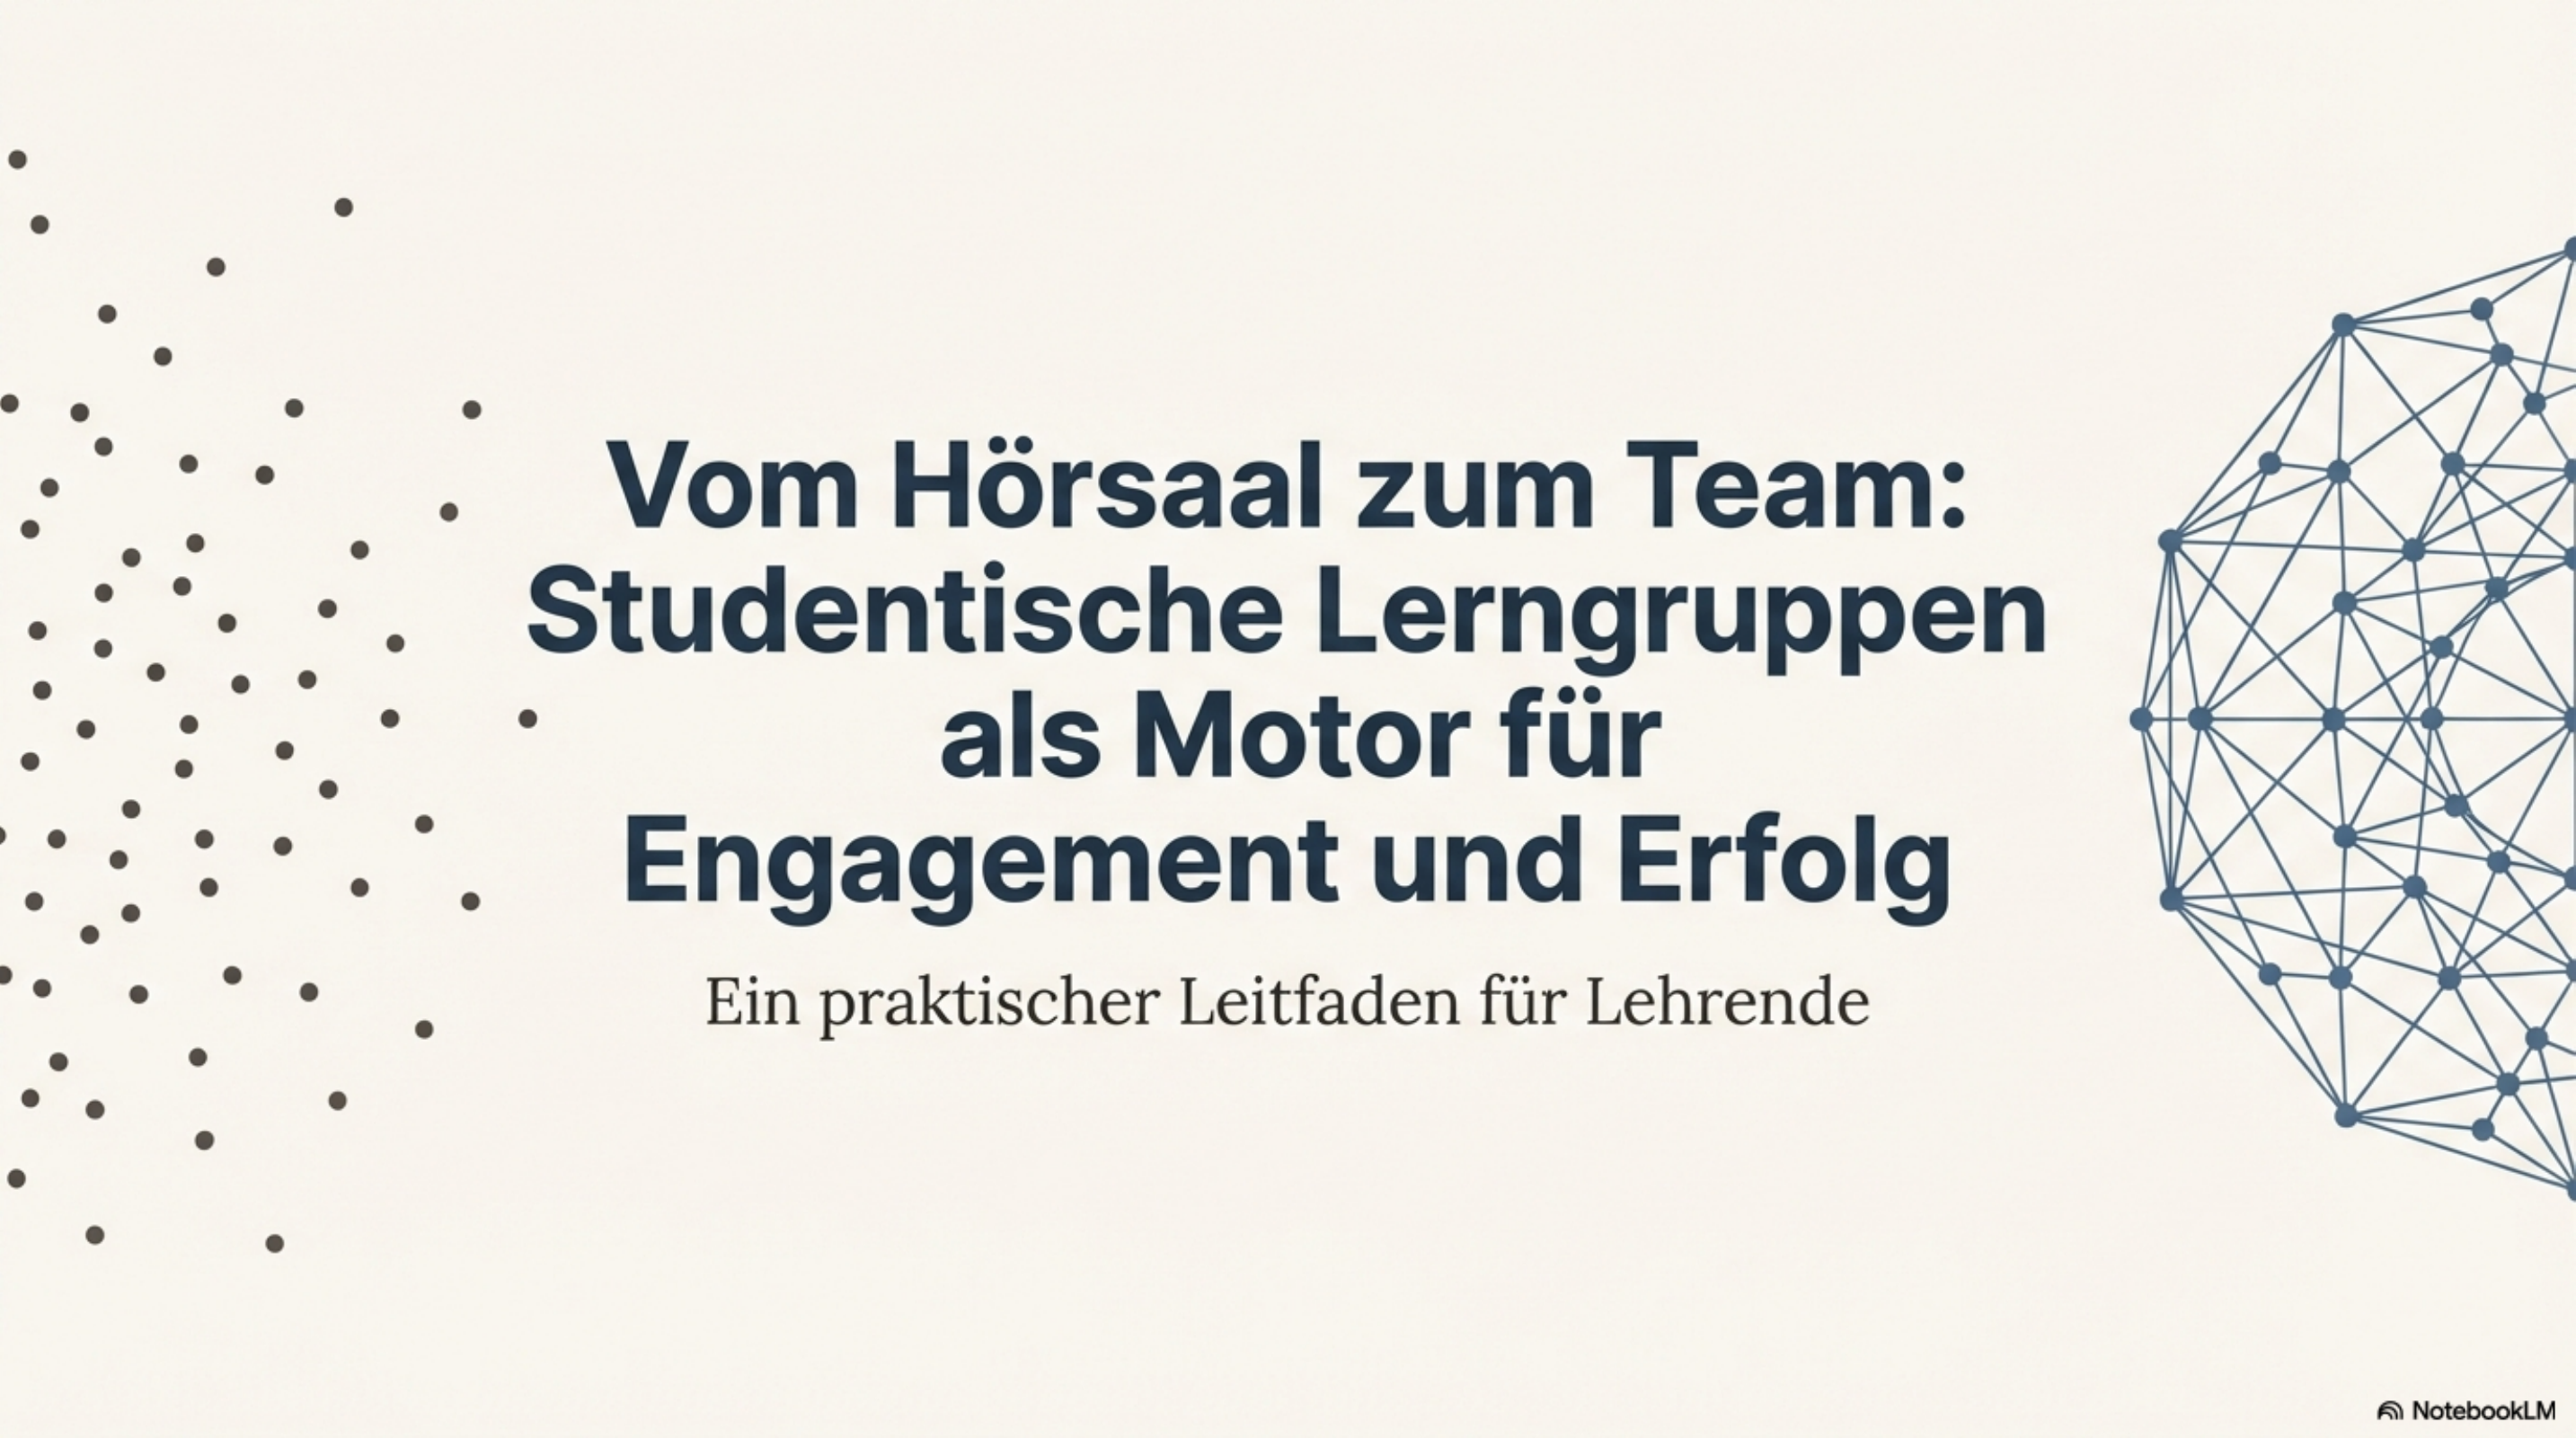 Vom Hörsaal zum Team:
Studentische Lerngruppen
als Motor für
Engagement und Erfolg
Ein praktischer Leitfaden für Lehrende
NotebookLM